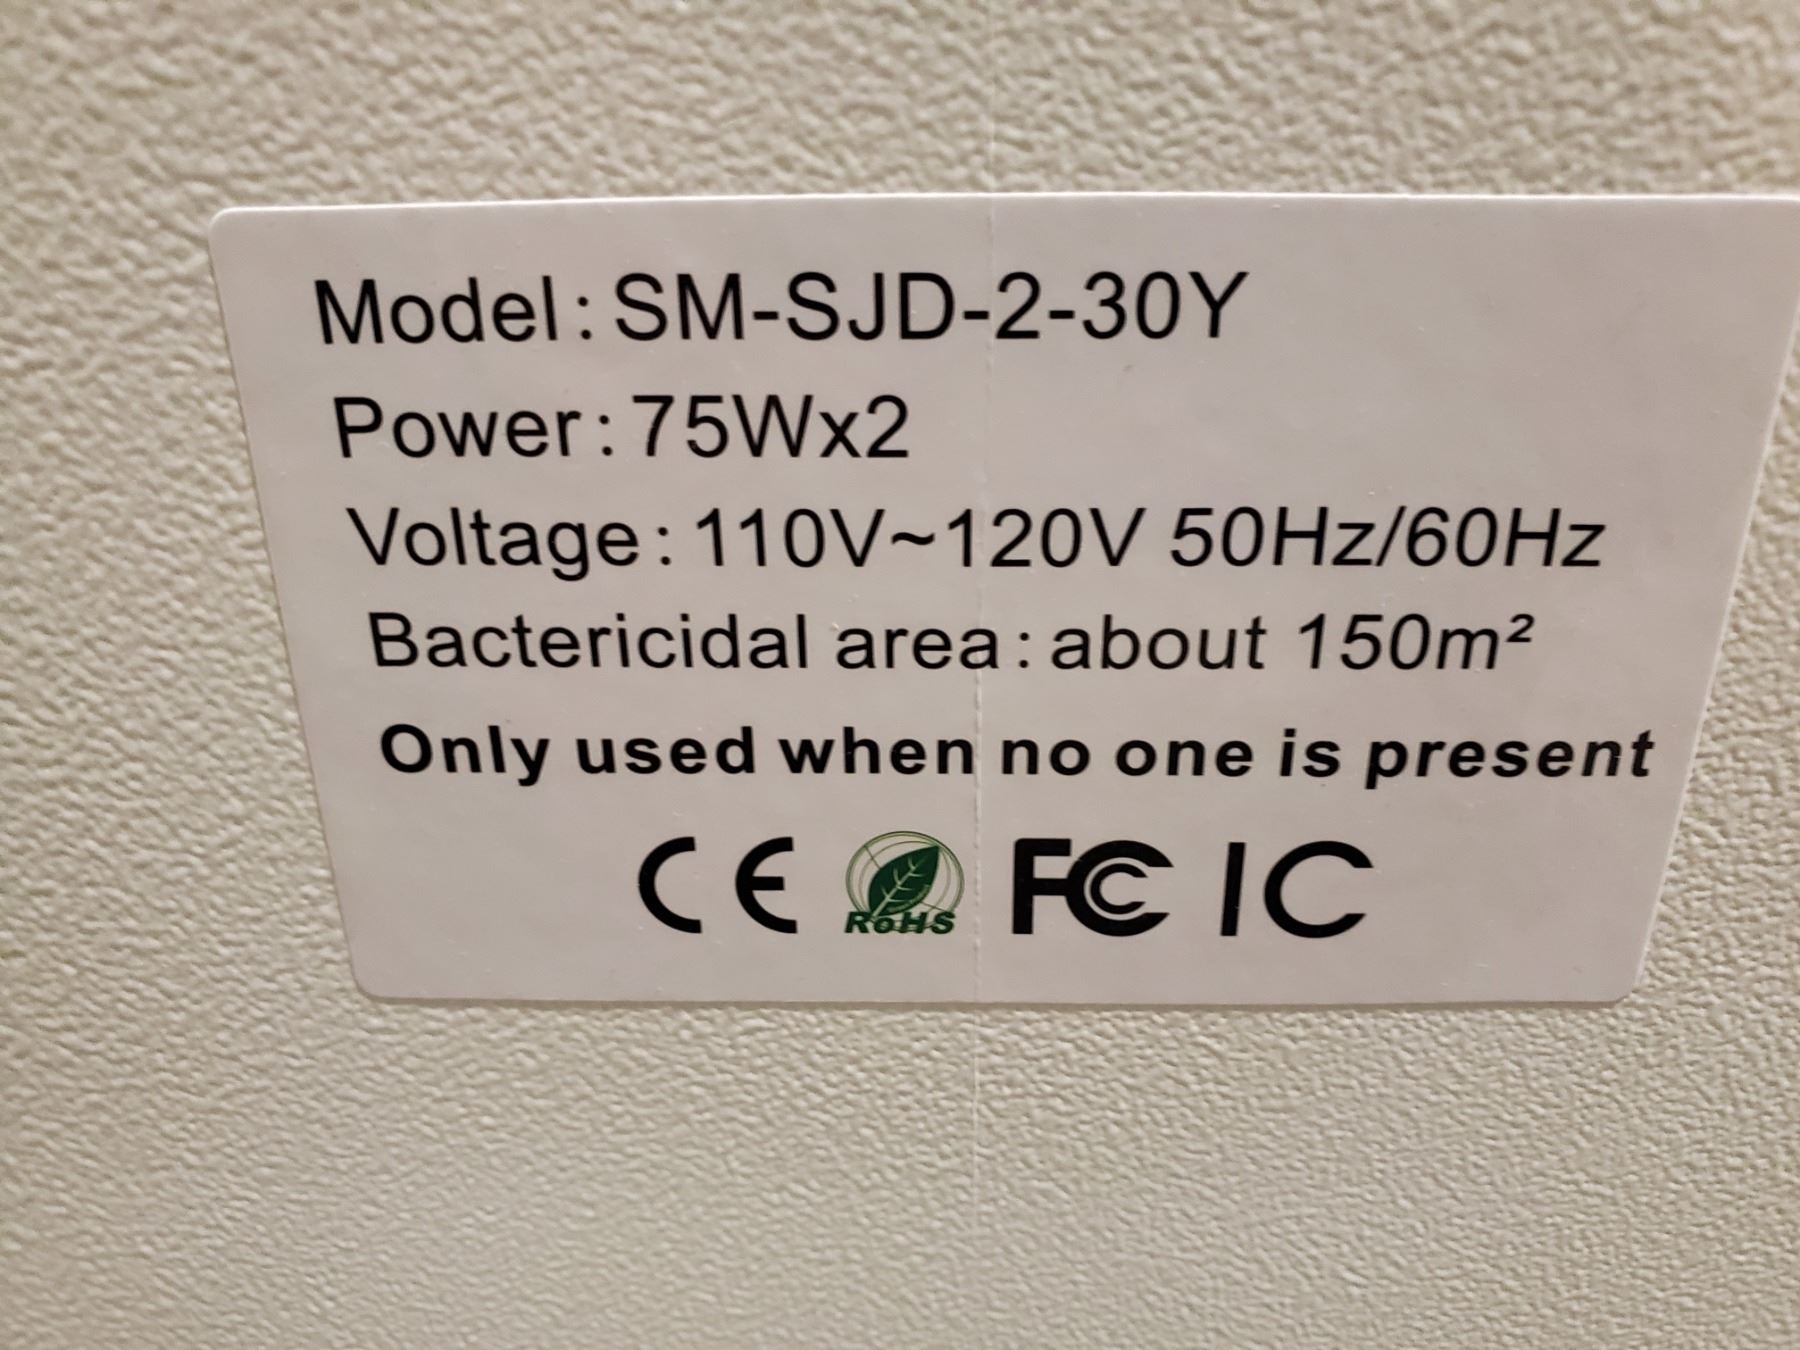 Model: SM-SJD-2-30Y
Power: 75Wx2
Voltage: 110V~120V 50Hz/60Hz
Bactericidal area: about 150m²
Only used when no one is present
CE RoHS FC IC